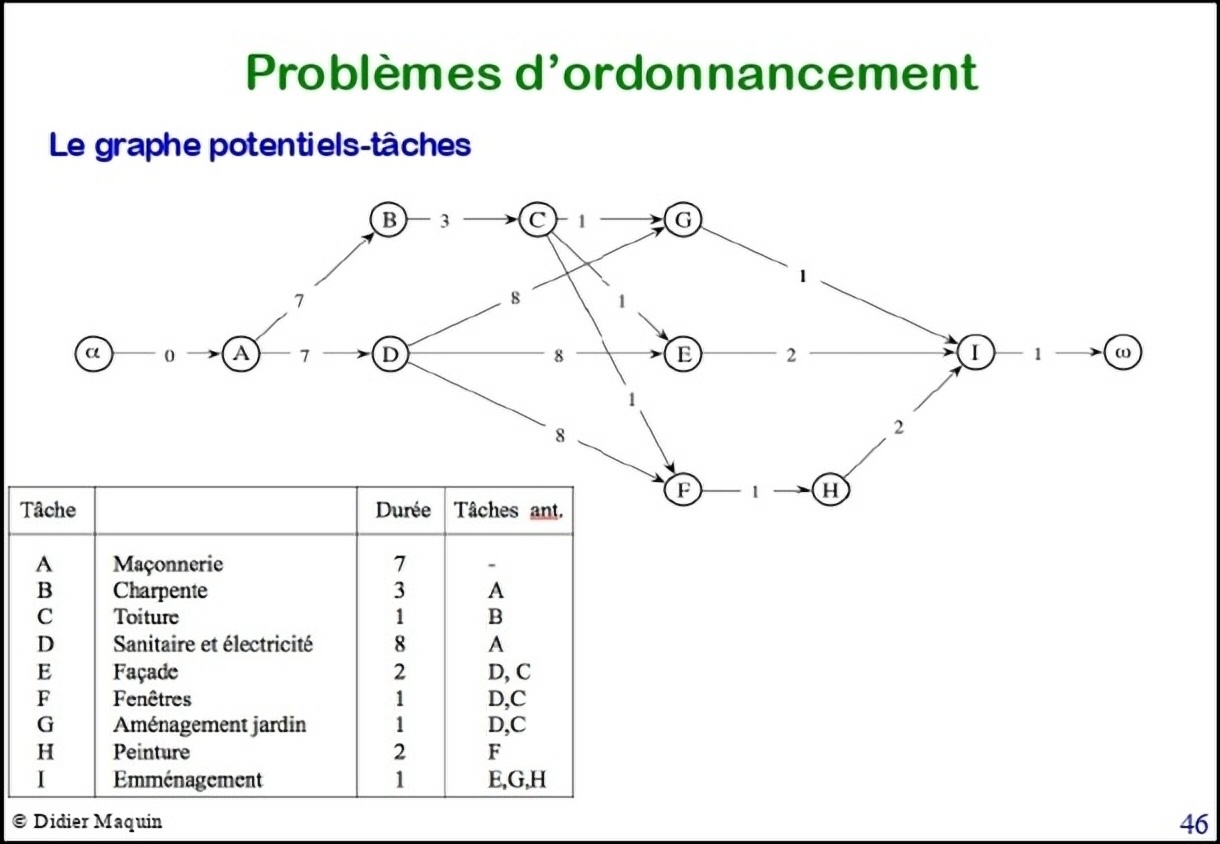 Problèmes d'ordonnancement
Le graphe potentiels-tâches
B 3 C 1 G
1
7 8 1
α 0 A 7 D 8 E 2 I 1 ω
1
8 2
F 1 H
Tâche Durée Tâches ant.
A Maçonnerie 7 -
B Charpente 3 A
C Toiture 1 B
D Sanitaire et électricité 8 A
E Façade 2 D, C
F Fenêtres 1 D,C
G Aménagement jardin 1 D,C
H Peinture 2 F
I Emménagement 1 E,G,H
© Didier Maquin
46